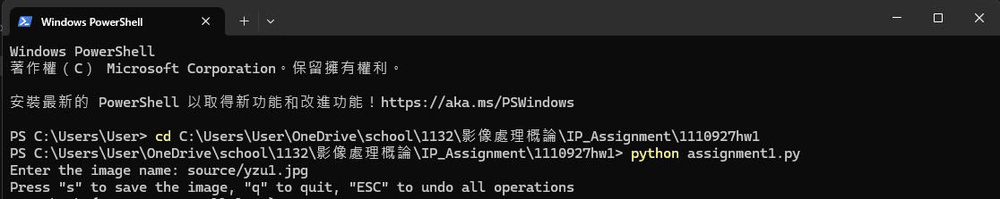 Windows PowerShell
Windows PowerShell
著作權（C） Microsoft Corporation。保留擁有權利。
安裝最新的 PowerShell 以取得新功能和改進功能！https://aka.ms/PSWindows
PS C:\Users\User> cd C:\Users\User\OneDrive\school\1132\影像處理概論\IP_Assignment\1110927hw1
PS C:\Users\User\OneDrive\school\1132\影像處理概論\IP_Assignment\1110927hw1> python assignment1.py
Enter the image name: source/yzu1.jpg
Press "s" to save the image, "q" to quit, "ESC" to undo all operations